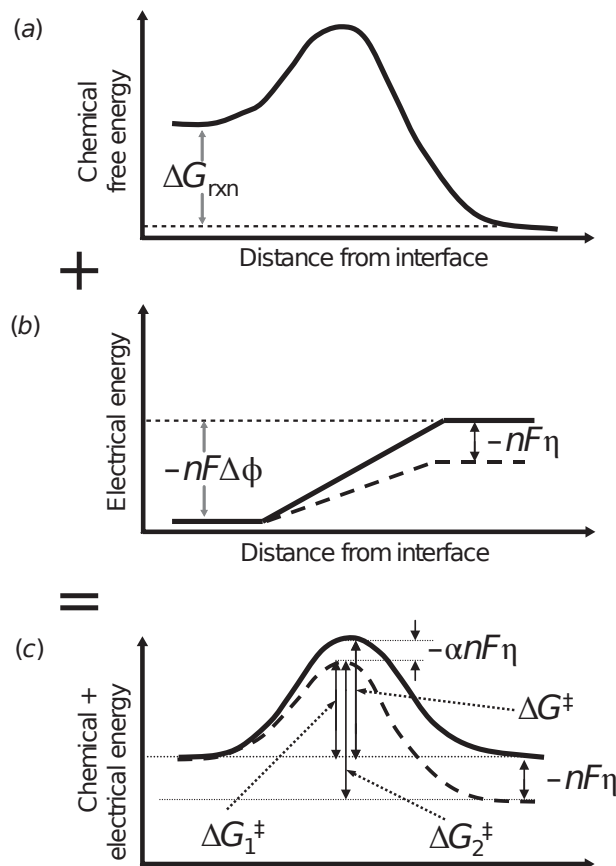 (a)
Chemical
free energy
ΔG_rxn
Distance from interface
+
(b)
Electrical energy
–nFΔϕ
–nFη
Distance from interface
=
(c)
Chemical +
electrical energy
–αnFη
ΔG‡
–nFη
ΔG₁‡
ΔG₂‡